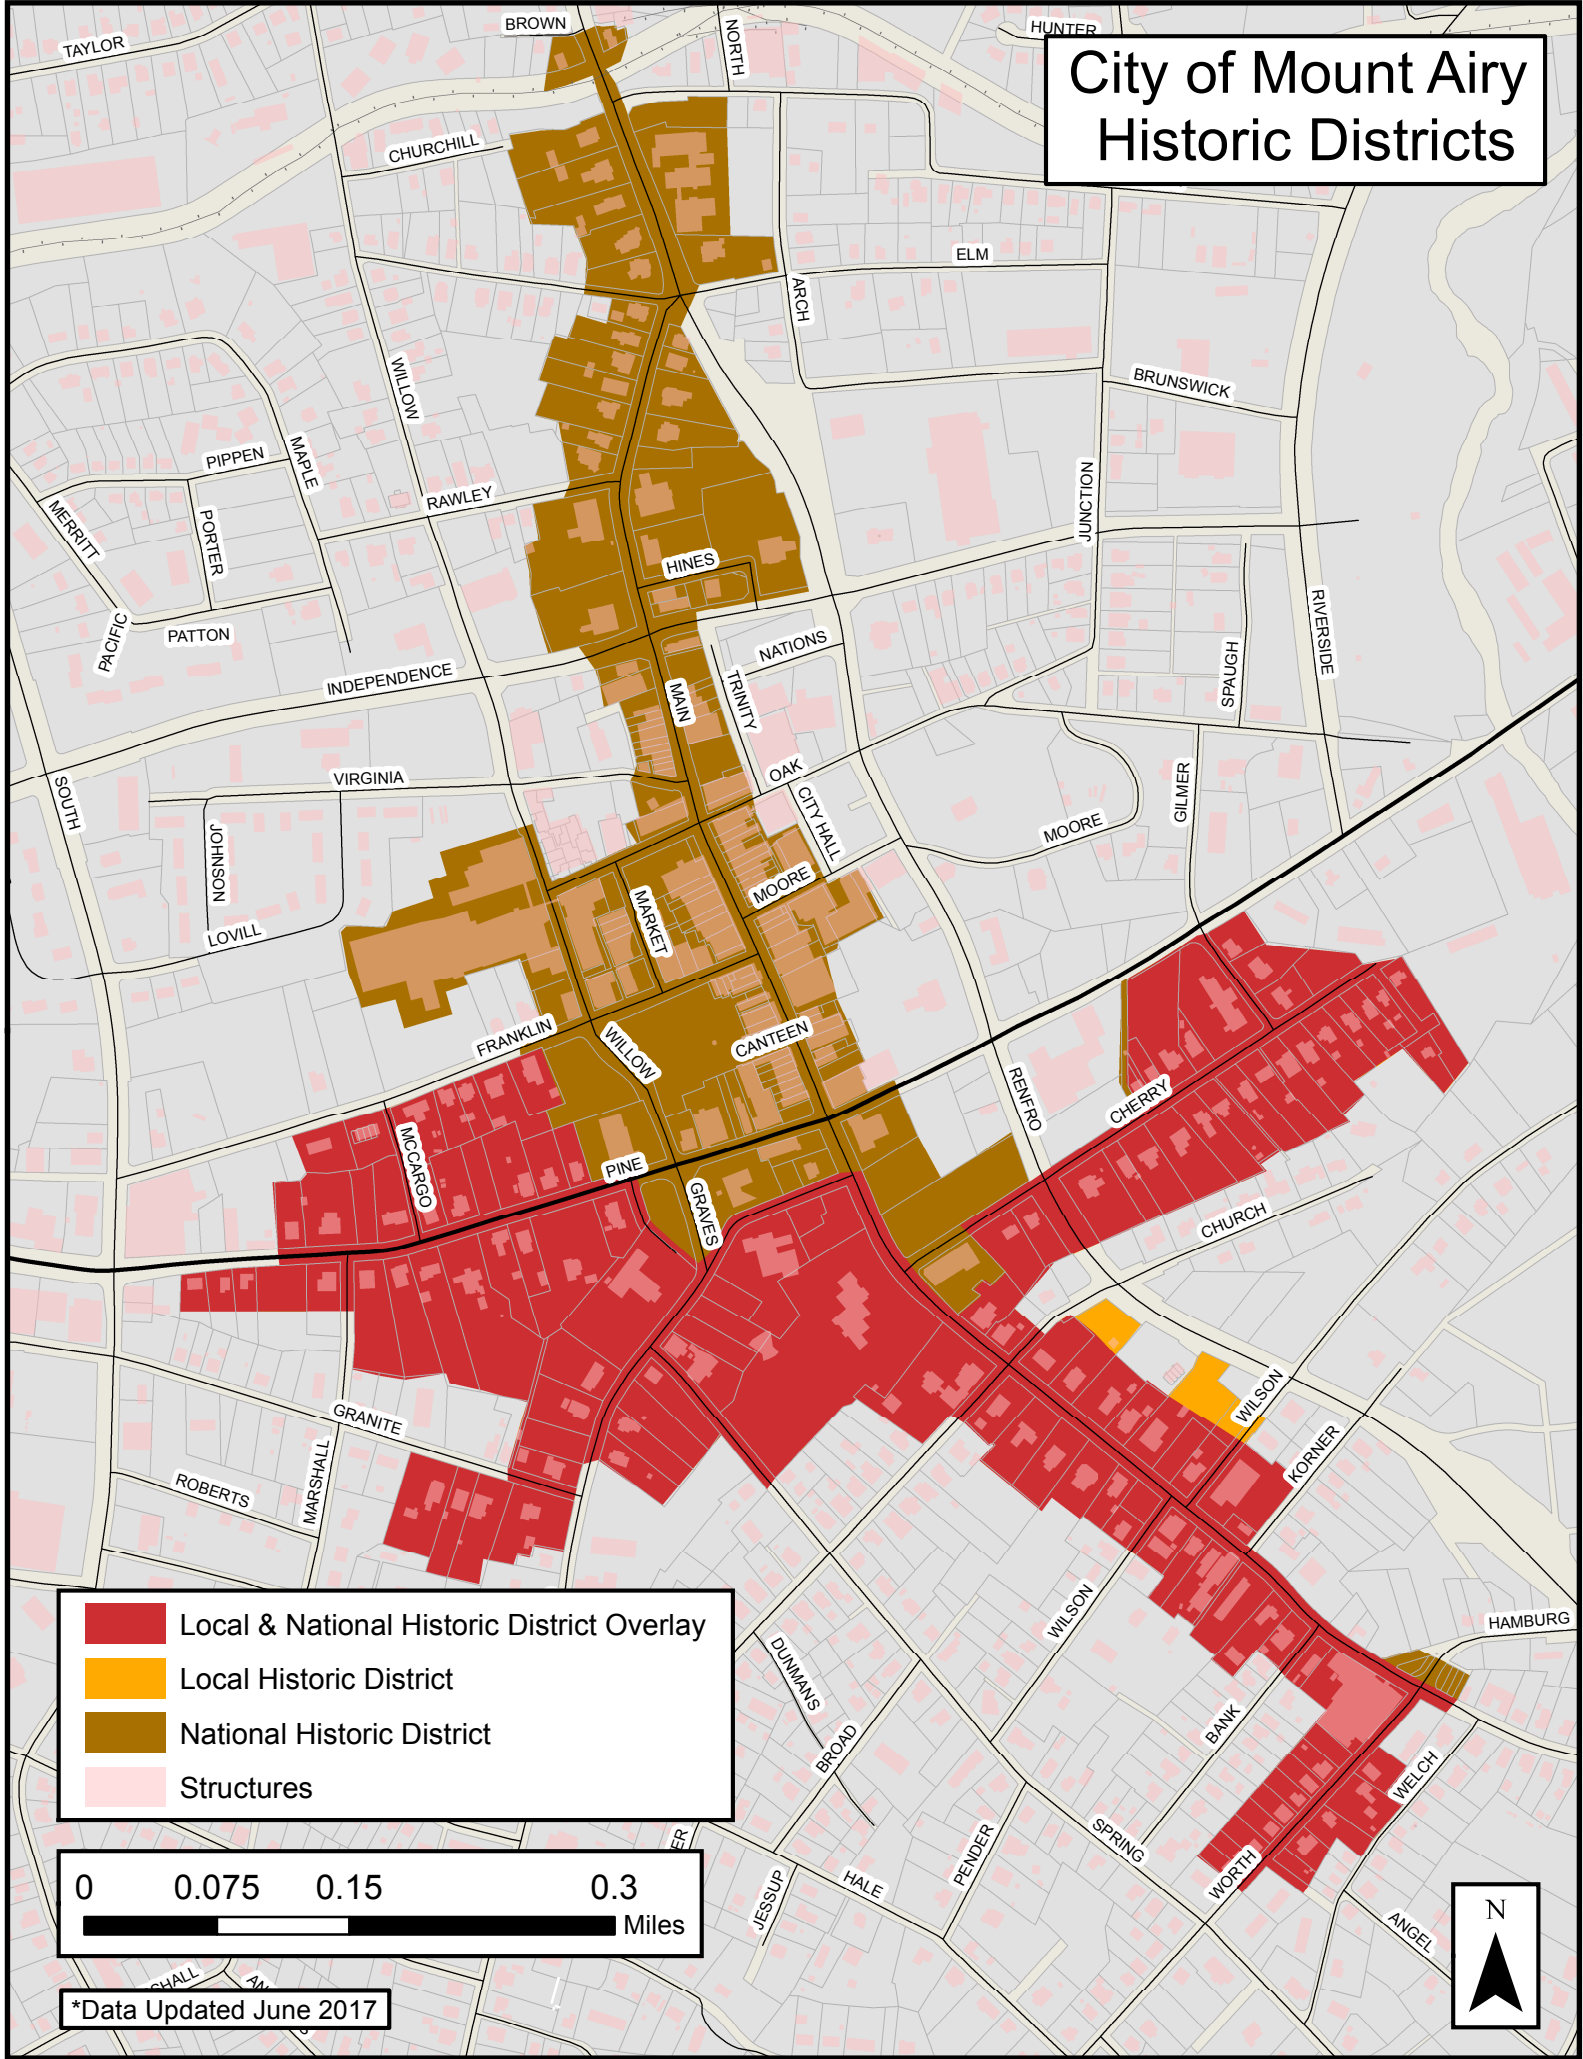 City of Mount Airy
Historic Districts
BROWN
NORTH
HUNTER
TAYLOR
CHURCHILL
ELM
ARCH
WILLOW
BRUNSWICK
PIPPEN
MAPLE
RAWLEY
MERRITT
PORTER
JUNCTION
HINES
PACIFIC
PATTON
INDEPENDENCE
NATIONS
TRINITY
MAIN
SPAUGH
RIVERSIDE
SOUTH
VIRGINIA
OAK
CITY HALL
GILMER
MOORE
JOHNSON
LOVILL
MARKET
MOORE
FRANKLIN
WILLOW
CANTEEN
RENFRO
CHERRY
MCCARGO
PINE
GRAVES
CHURCH
GRANITE
MARSHALL
ROBERTS
WILSON
KORNER
WILSON
HAMBURG
DUNMANS
BROAD
BANK
WELCH
SPRING
PENDER
WORTH
HALE
JESSUP
ANGEL
Local & National Historic District Overlay
Local Historic District
National Historic District
Structures
ER
0 0.075 0.15 0.3
Miles
SHALL
AN
*Data Updated June 2017
N